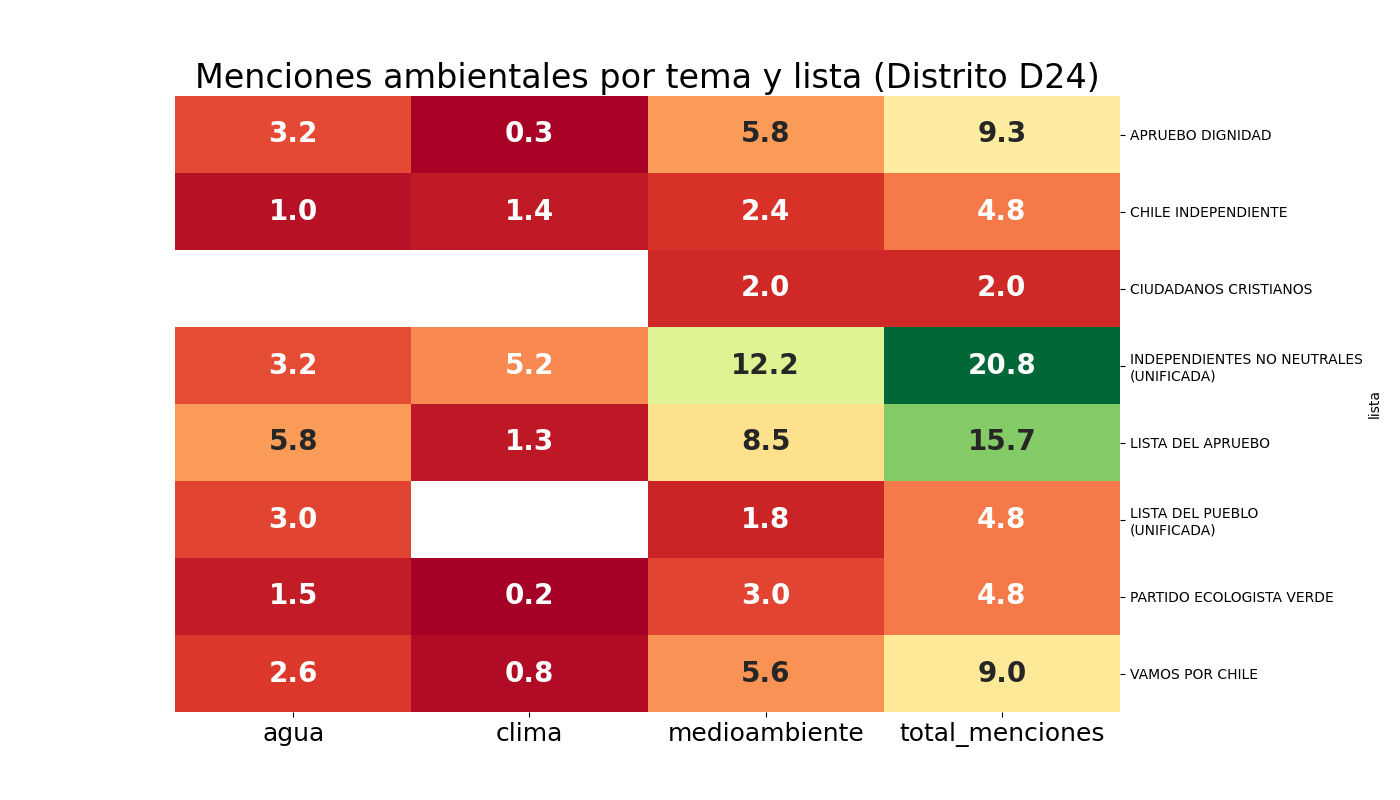 Menciones ambientales por tema y lista (Distrito D24)
3.2 0.3 5.8 9.3 APRUEBO DIGNIDAD
1.0 1.4 2.4 4.8 CHILE INDEPENDIENTE
2.0 2.0 CIUDADANOS CRISTIANOS
3.2 5.2 12.2 20.8 INDEPENDIENTES NO NEUTRALES
(UNIFICADA)
5.8 1.3 8.5 15.7 LISTA DEL APRUEBO
3.0 1.8 4.8 LISTA DEL PUEBLO
(UNIFICADA)
1.5 0.2 3.0 4.8 PARTIDO ECOLOGISTA VERDE
2.6 0.8 5.6 9.0 VAMOS POR CHILE
agua clima medioambiente total_menciones
lista